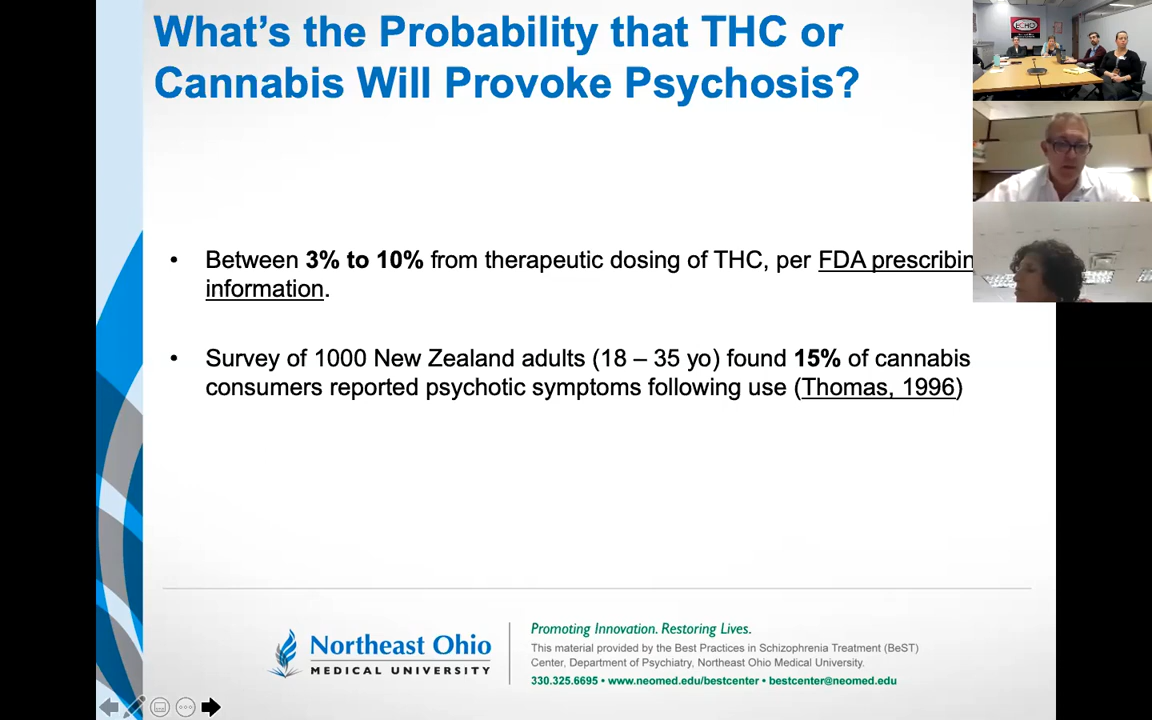 What's the Probability that THC or
Cannabis Will Provoke Psychosis?
• Between 3% to 10% from therapeutic dosing of THC, per FDA prescribin
information.
• Survey of 1000 New Zealand adults (18 – 35 yo) found 15% of cannabis
consumers reported psychotic symptoms following use (Thomas, 1996)
Northeast Ohio
MEDICAL UNIVERSITY
Promoting Innovation. Restoring Lives.
This material provided by the Best Practices in Schizophrenia Treatment (BeST)
Center, Department of Psychiatry, Northeast Ohio Medical University.
330.325.6695 • www.neomed.edu/bestcenter • bestcenter@neomed.edu
ECHO